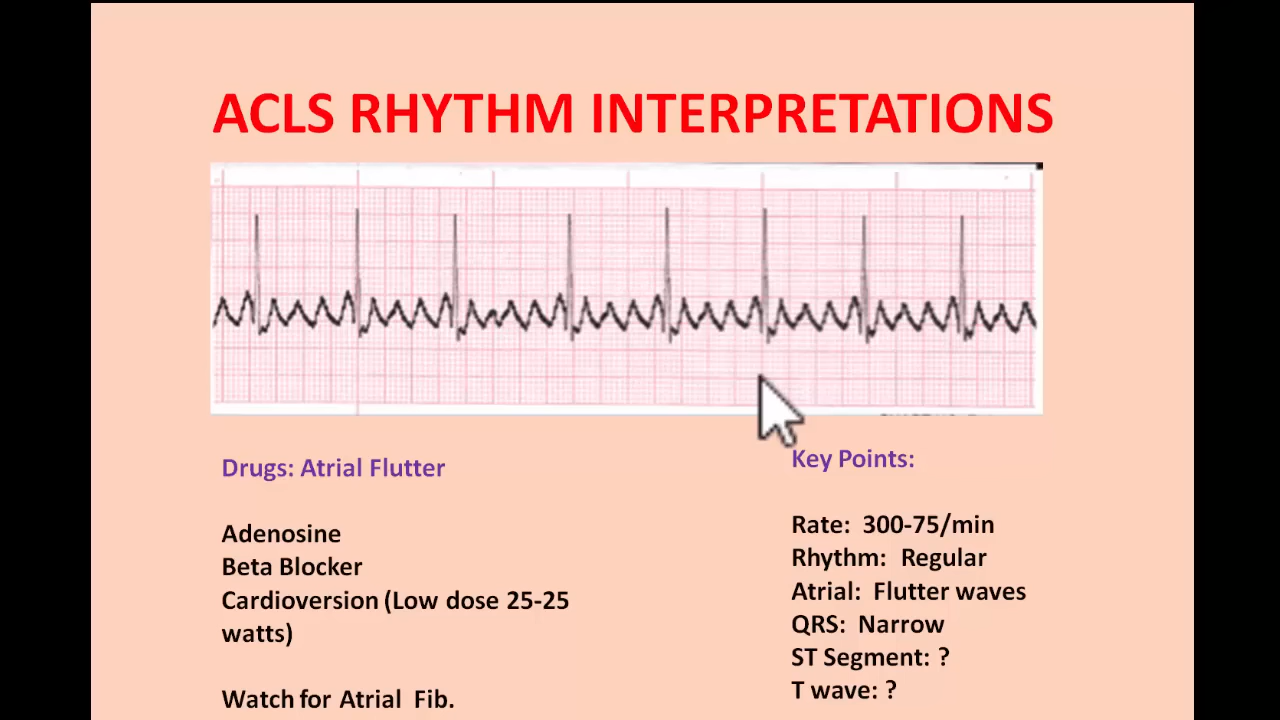 ACLS RHYTHM INTERPRETATIONS
Drugs: Atrial Flutter
Adenosine
Beta Blocker
Cardioversion (Low dose 25-25
watts)
Watch for Atrial Fib.
Key Points:
Rate: 300-75/min
Rhythm: Regular
Atrial: Flutter waves
QRS: Narrow
ST Segment: ?
T wave: ?